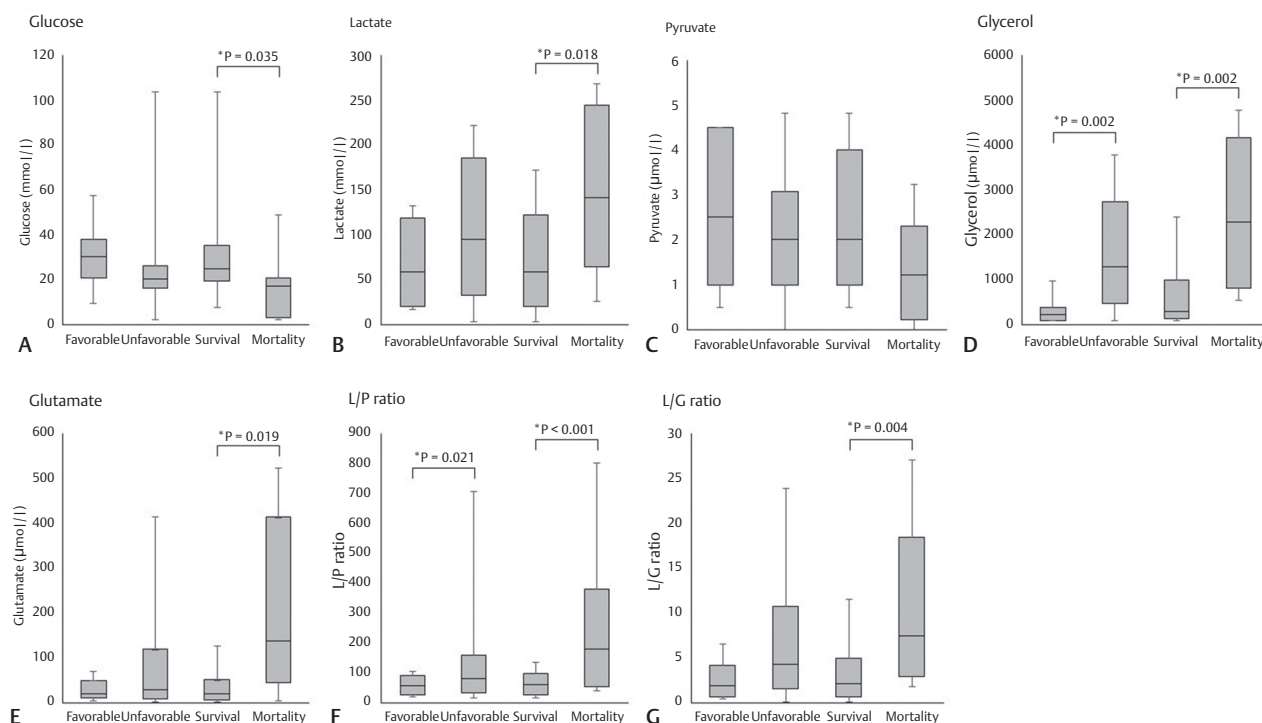 Glucose
120
100
80
60
40
20
0
Glucose (mmol/l)
*P = 0.035
Favorable Unfavorable Survival Mortality
A
Lactate
300
250
200
150
100
50
0
Lactate (mmol/l)
*P = 0.018
Favorable Unfavorable Survival Mortality
B
Pyruvate
6
5
4
3
2
1
0
Pyruvate (µmol/l)
Favorable Unfavorable Survival Mortality
C
Glycerol
6000
5000
4000
3000
2000
1000
0
Glycerol (µmol/l)
*P = 0.002
*P = 0.002
Favorable Unfavorable Survival Mortality
D
Glutamate
600
500
400
300
200
100
0
Glutamate (µmol/l)
*P = 0.019
Favorable Unfavorable Survival Mortality
E
L/P ratio
900
800
700
600
500
400
300
200
100
0
L/P ratio
*P = 0.021
*P < 0.001
Favorable Unfavorable Survival Mortality
F
L/G ratio
30
25
20
15
10
5
0
L/G ratio
*P = 0.004
Favorable Unfavorable Survival Mortality
G